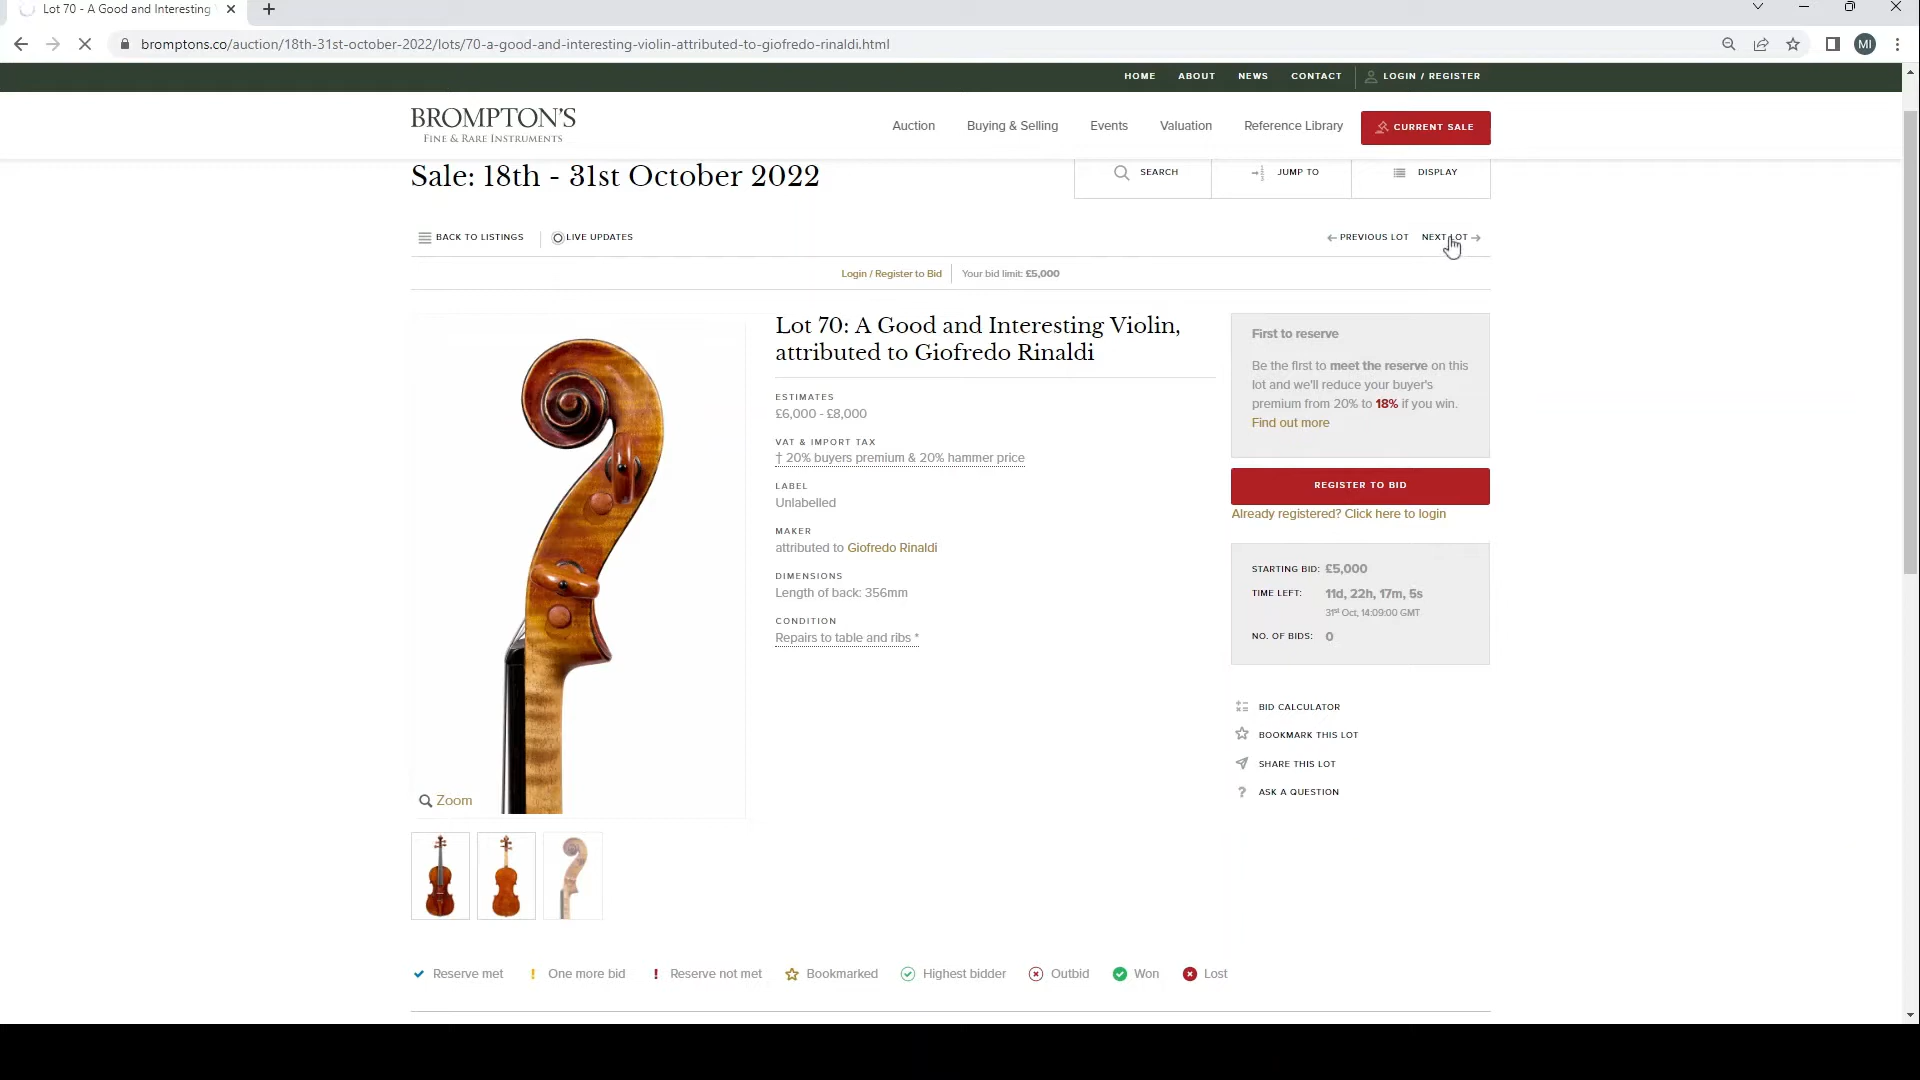 Lot 70 - A Good and Interesting
bromptons.co/auction/18th-31st-october-2022/lots/70-a-good-and-interesting-violin-attributed-to-giofredo-rinaldi.html
MI
HOME ABOUT NEWS CONTACT LOGIN / REGISTER
BROMPTON'S
FINE & RARE INSTRUMENTS
Auction Buying & Selling Events Valuation Reference Library CURRENT SALE
Sale: 18th - 31st October 2022
SEARCH JUMP TO DISPLAY
BACK TO LISTINGS LIVE UPDATES
PREVIOUS LOT NEXT LOT
Login / Register to Bid Your bid limit: £5,000
Lot 70: A Good and Interesting Violin,
attributed to Giofredo Rinaldi
ESTIMATES
£6,000 - £8,000
VAT & IMPORT TAX
† 20% buyers premium & 20% hammer price
LABEL
Unlabelled
MAKER
attributed to Giofredo Rinaldi
DIMENSIONS
Length of back: 356mm
CONDITION
Repairs to table and ribs *
First to reserve
Be the first to meet the reserve on this
lot and we'll reduce your buyer's
premium from 20% to 18% if you win.
Find out more
REGISTER TO BID
Already registered? Click here to login
STARTING BID: £5,000
TIME LEFT: 11d, 22h, 17m, 5s
31st Oct, 14:09:00 GMT
NO. OF BIDS: 0
BID CALCULATOR
BOOKMARK THIS LOT
SHARE THIS LOT
? ASK A QUESTION
Zoom
Reserve met ! One more bid ! Reserve not met Bookmarked Highest bidder Outbid Won Lost